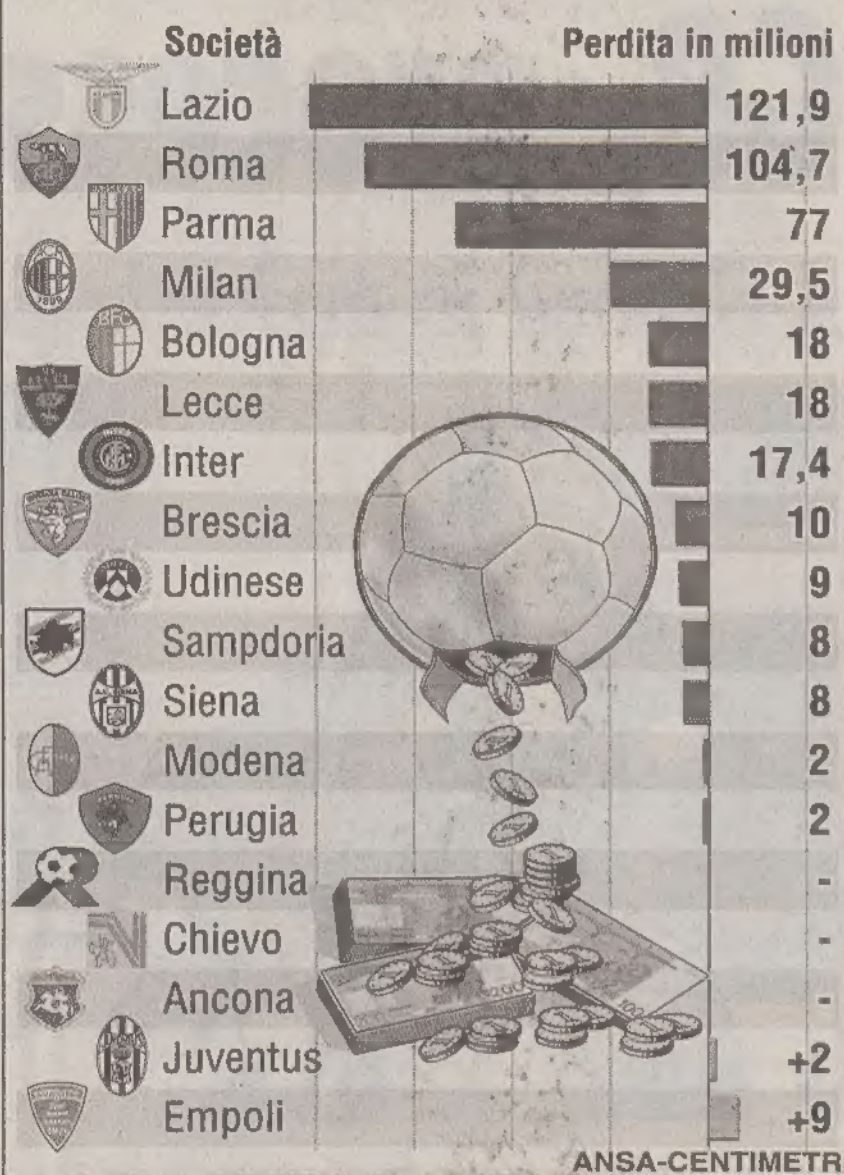 Società Perdita in milioni
Lazio 121,9
Roma 104,7
Parma 77
Milan 29,5
Bologna 18
Lecce 18
Inter 17,4
Brescia 10
Udinese 9
Sampdoria 8
Siena 8
Modena 2
Perugia 2
Reggina -
Chievo -
Ancona -
Juventus +2
Empoli +9
ANSA-CENTIMETR